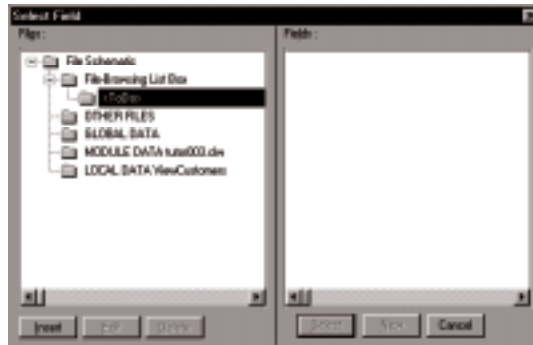 Select Field
Files:
Fields:
File Schematic
File-Browsing List Box
<ToDo>
OTHER FILES
GLOBAL DATA
MODULE DATA tutor003.clw
LOCAL DATA ViewCustomers
Insert
Edit
Delete
Select
New
Cancel